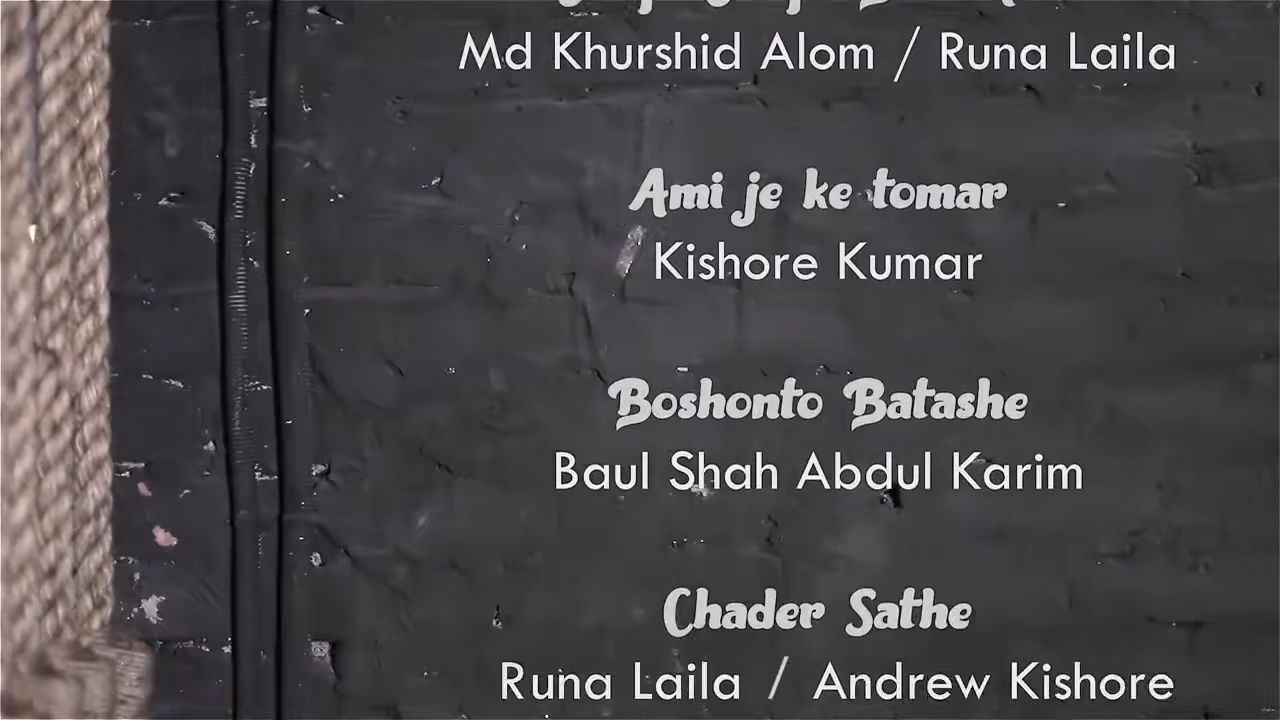 Md Khurshid Alom / Runa Laila
Ami je ke tomar
Kishore Kumar
Boshonto Batashe
Baul Shah Abdul Karim
Chader Sathe
Runa Laila / Andrew Kishore